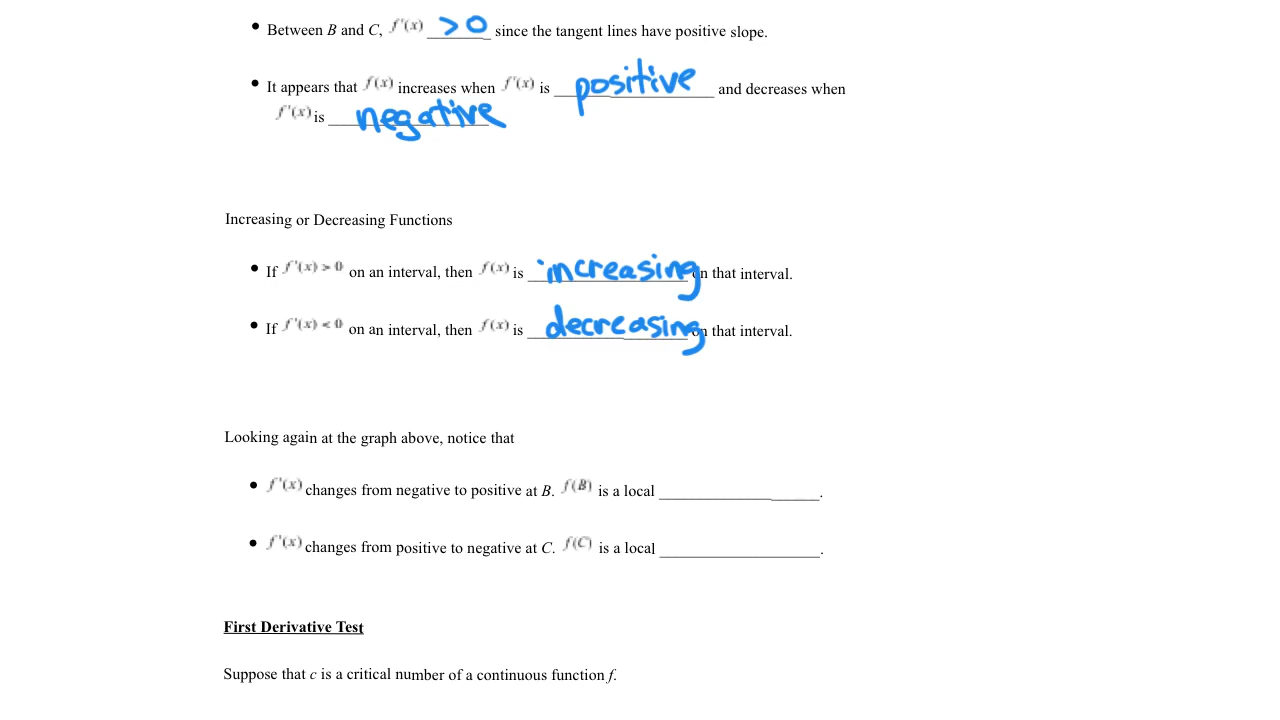 • Between B and C, f'(x) > 0 since the tangent lines have positive slope.
• It appears that f(x) increases when f'(x) is positive and decreases when
f'(x) is negative
Increasing or Decreasing Functions
• If f'(x) > 0 on an interval, then f(x) is increasing on that interval.
• If f'(x) < 0 on an interval, then f(x) is decreasing on that interval.
Looking again at the graph above, notice that
• f'(x) changes from negative to positive at B. f(B) is a local ____________________.
• f'(x) changes from positive to negative at C. f(C) is a local ____________________.
First Derivative Test
Suppose that c is a critical number of a continuous function f.